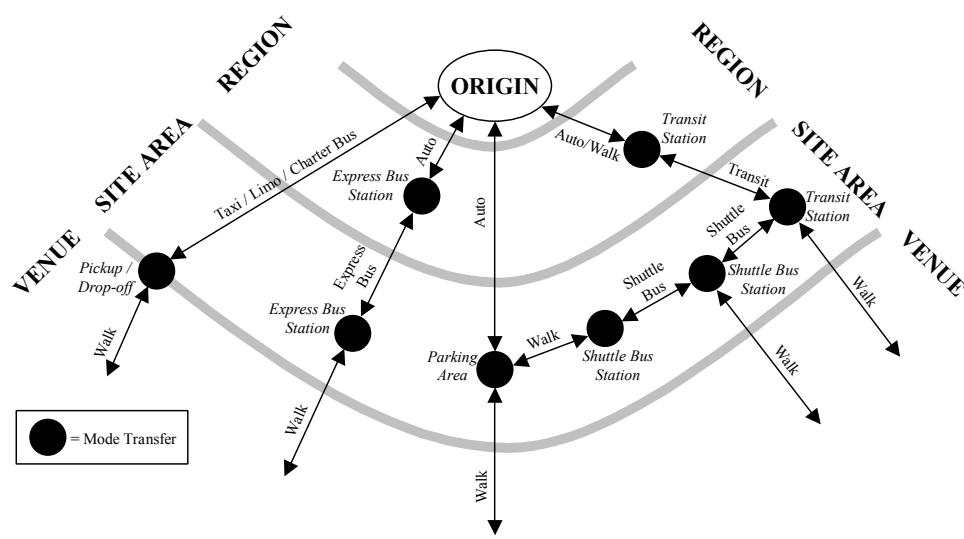 REGION
REGION
ORIGIN
SITE AREA
SITE AREA
VENUE
VENUE
Taxi / Limo / Charter Bus
Auto
Auto/Walk
Transit
Station
Express Bus
Station
Auto
Transit
Transit
Station
Shuttle
Bus
Pickup /
Drop-off
Express
Bus
Shuttle
Bus
Shuttle Bus
Station
Express Bus
Station
Walk
Walk
Shuttle Bus
Station
Parking
Area
Walk
Walk
Walk
Walk
= Mode Transfer
Walk